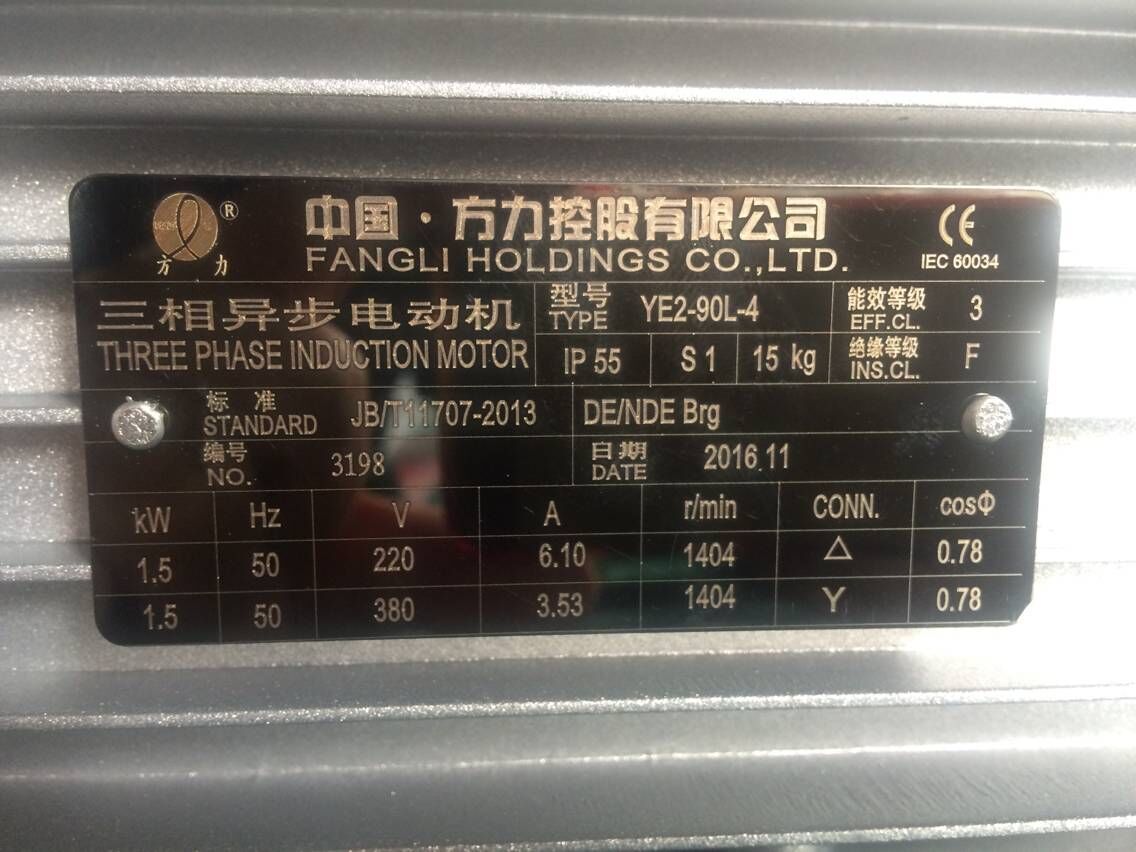 ® 中国·方力控股有限公司 CE
方力 FANGLI HOLDINGS CO.,LTD. IEC 60034
三相异步电动机 型号 YE2-90L-4 能效等级 3
THREE PHASE INDUCTION MOTOR TYPE EFF.CL.
IP 55 S 1 15 kg 绝缘等级 F
INS.CL.
标准 JB/T11707-2013 DE/NDE Brg
STANDARD
编号 3198 日期 2016.11
NO. DATE
kW Hz V A r/min CONN. cosΦ
1.5 50 220 6.10 1404 △ 0.78
1.5 50 380 3.53 1404 Y 0.78